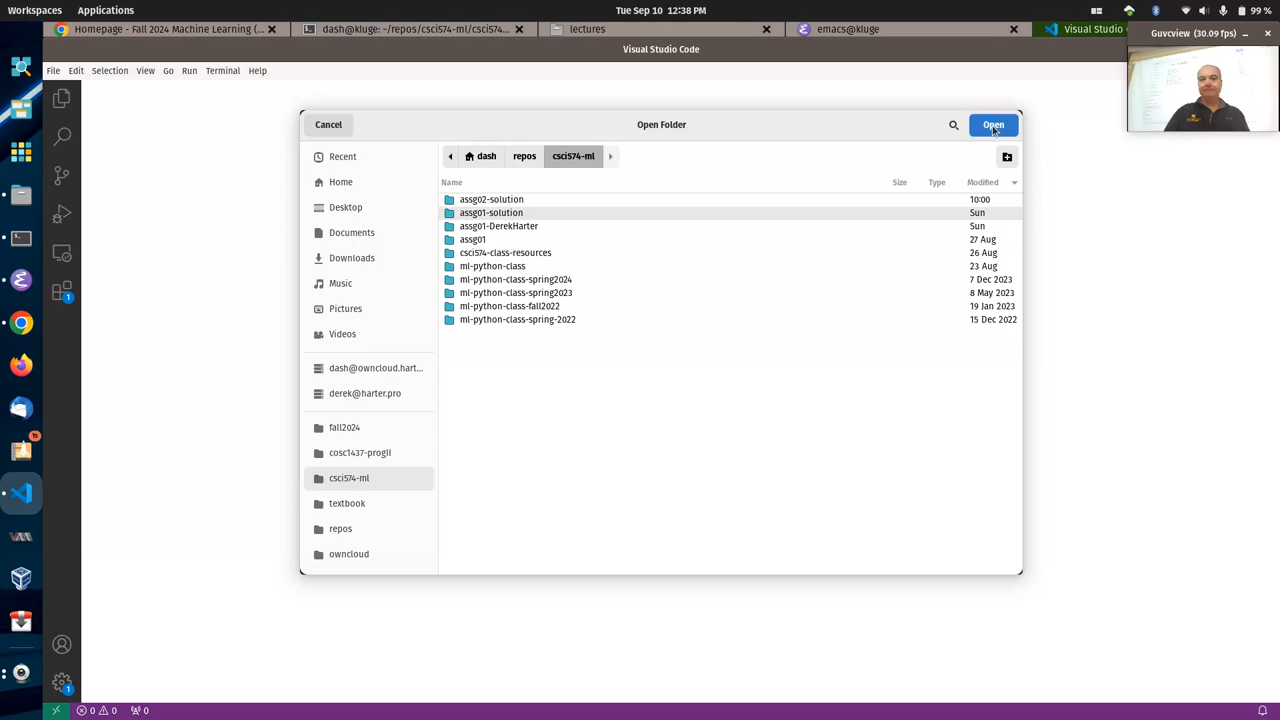 Workspaces Applications Tue Sep 10 12:38 PM 99 %
Homepage - Fall 2024 Machine Learning (... dash@kluge: ~/repos/csci574-ml/csci574... lectures emacs@kluge Visual Studio Guvcview (30.09 fps)
Visual Studio Code
File Edit Selection View Go Run Terminal Help
Cancel Open Folder Open
dash repos csci574-ml
Name Size Type Modified
Recent
Home
Desktop
Documents
Downloads
Music
Pictures
Videos
dash@owncloud.hart...
derek@harter.pro
fall2024
cosc1437-progII
csci574-ml
textbook
repos
owncloud
assg02-solution 10:00
assg01-solution Sun
assg01-DerekHarter Sun
assg01 27 Aug
csci574-class-resources 26 Aug
ml-python-class 23 Aug
ml-python-class-spring2024 7 Dec 2023
ml-python-class-spring2023 8 May 2023
ml-python-class-fall2022 19 Jan 2023
ml-python-class-spring-2022 15 Dec 2022
1
15
1
0 0 0